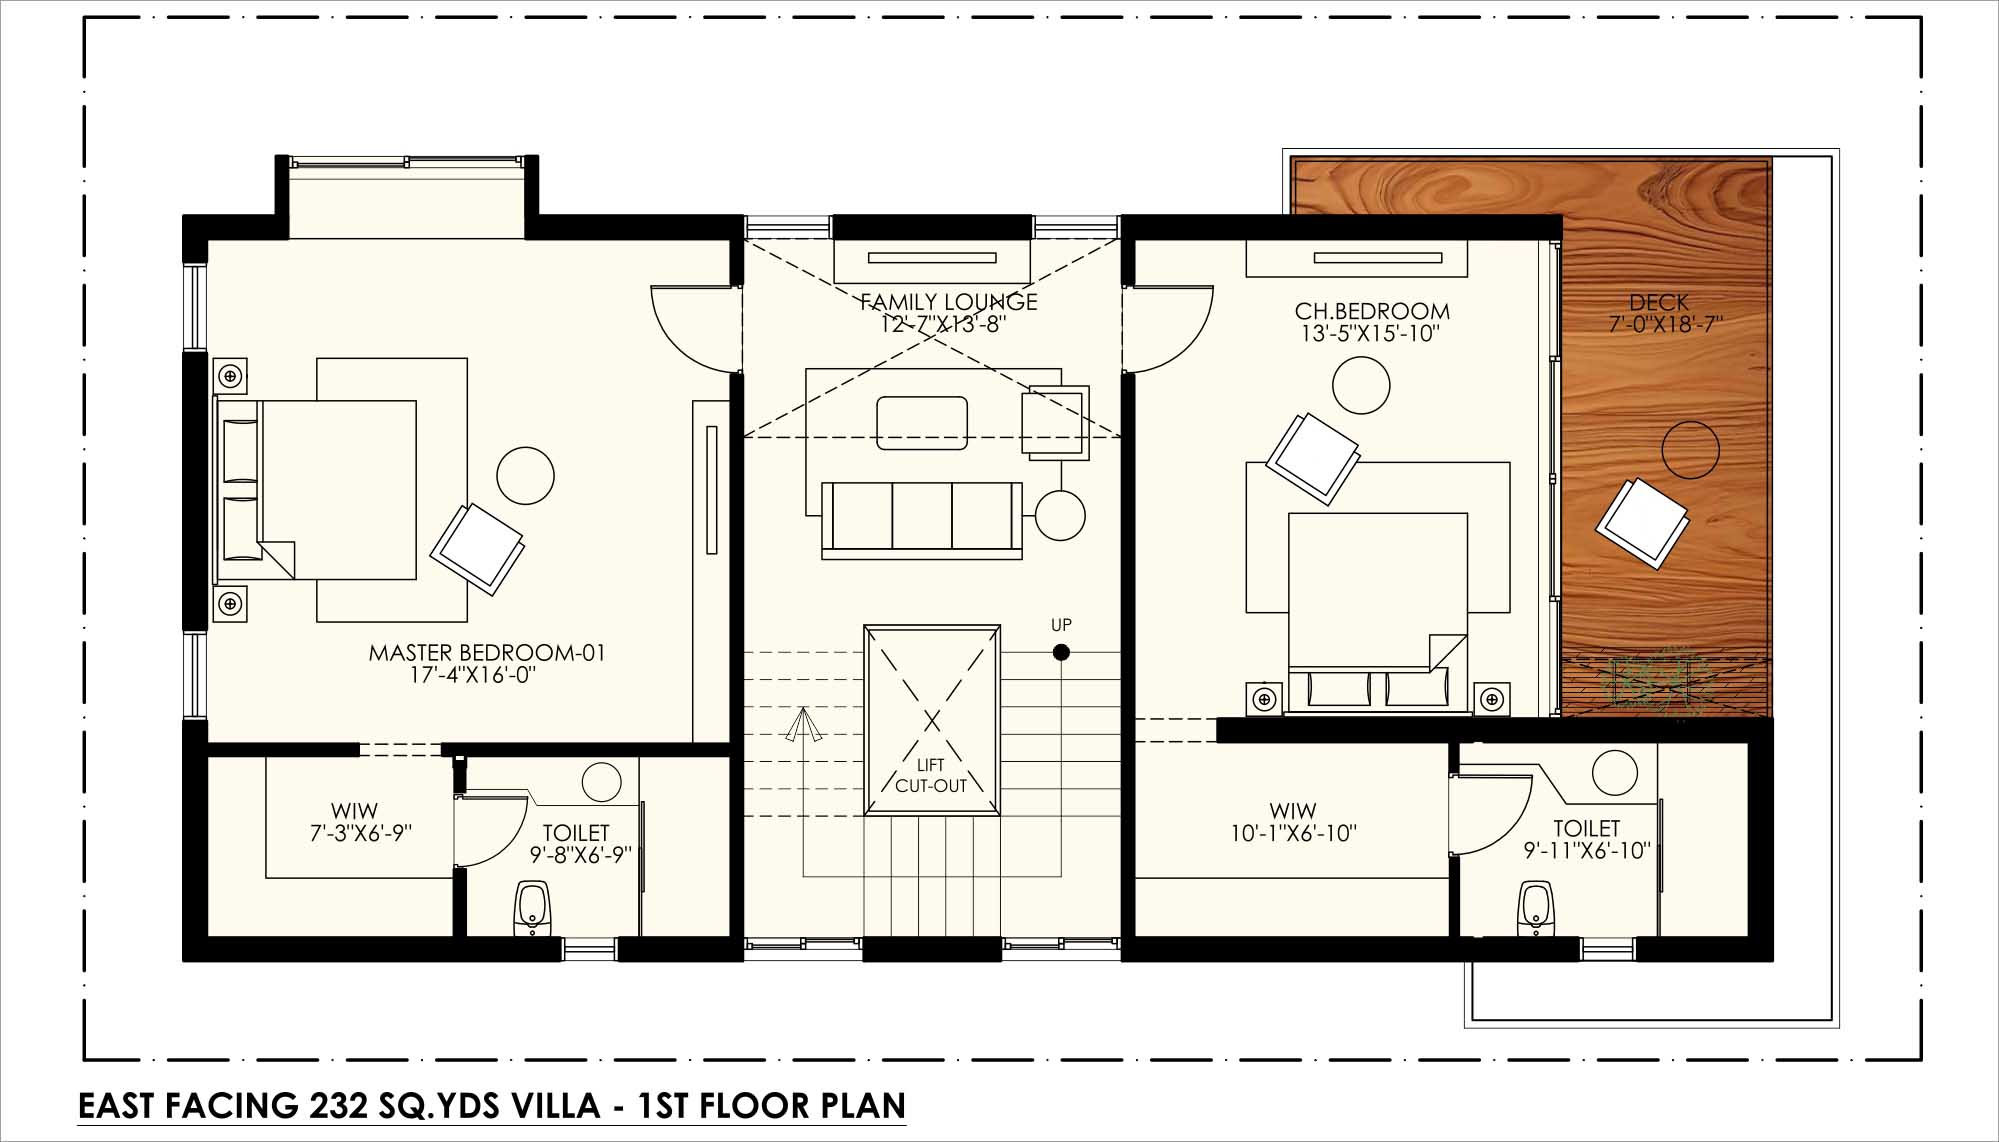 FAMILY LOUNGE
12'-7"X13'-8"
CH.BEDROOM
13'-5"X15'-10"
DECK
7'-0"X18'-7"
MASTER BEDROOM-01
17'-4"X16'-0"
UP
LIFT
CUT-OUT
WIW
7'-3"X6'-9"
TOILET
9'-8"X6'-9"
WIW
10'-1"X6'-10"
TOILET
9'-11"X6'-10"
EAST FACING 232 SQ.YDS VILLA - 1ST FLOOR PLAN